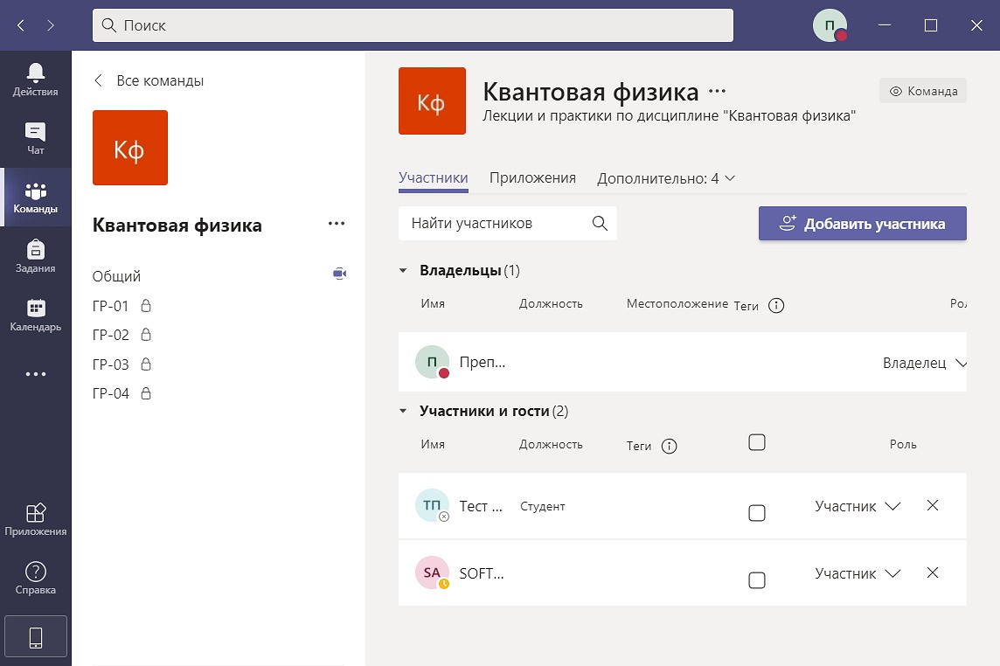 Поиск
П
Действия
Чат
Команды
Задания
Календарь
Приложения
Справка
Все команды
Кф
Квантовая физика
Общий
ГР-01
ГР-02
ГР-03
ГР-04
Кф
Квантовая физика
Команда
Лекции и практики по дисциплине "Квантовая физика"
Участники Приложения Дополнительно: 4
Найти участников
Добавить участника
Владельцы (1)
Имя Должность Местоположение Теги Рол
П Преп... Владелец
Участники и гости (2)
Имя Должность Теги Роль
ТП Тест ... Студент Участник
SA SOFT... Участник